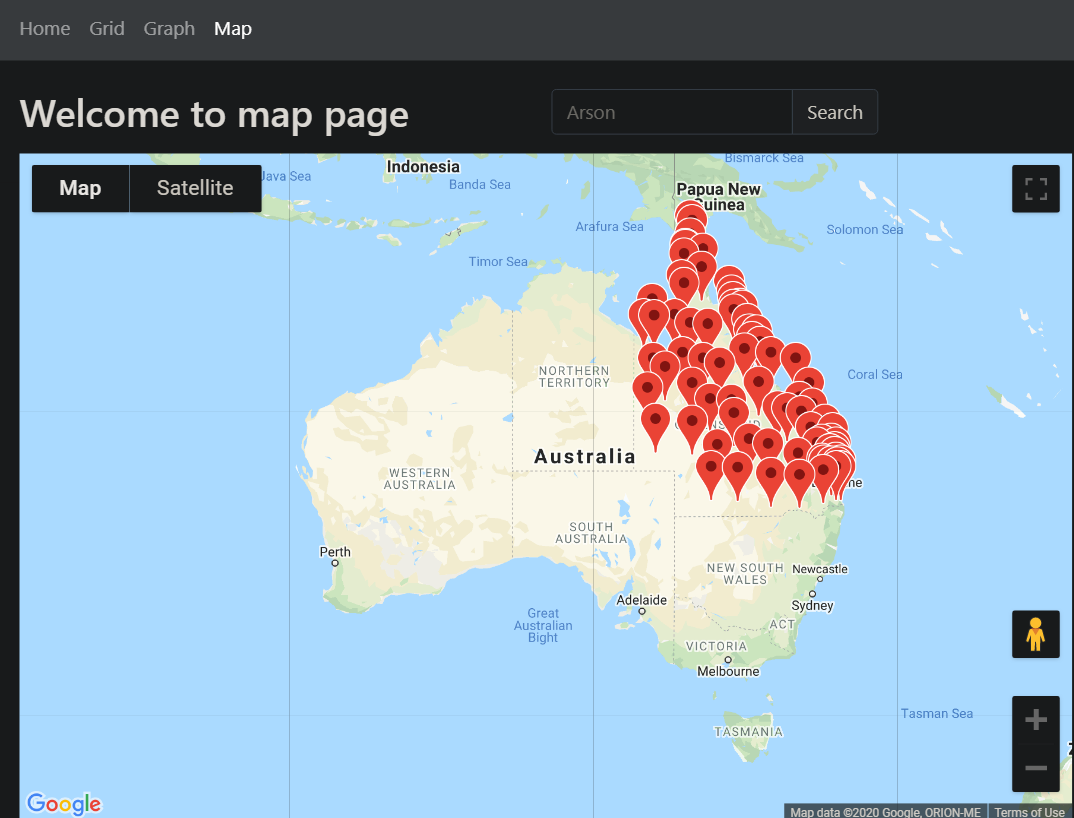 Home Grid Graph Map
Welcome to map page
Arson
Search
Map
Satellite
Java Sea
Indonesia
Banda Sea
Bismarck Sea
Papua New
Guinea
Arafura Sea
Solomon Sea
Timor Sea
NORTHERN
TERRITORY
Coral Sea
Australia
WESTERN
AUSTRALIA
SOUTH
AUSTRALIA
Perth
NEW SOUTH
WALES
Newcastle
Sydney
Adelaide
Great
Australian
Bight
ACT
VICTORIA
Melbourne
Tasman Sea
TASMANIA
Google
Map data ©2020 Google, ORION-ME
Terms of Use